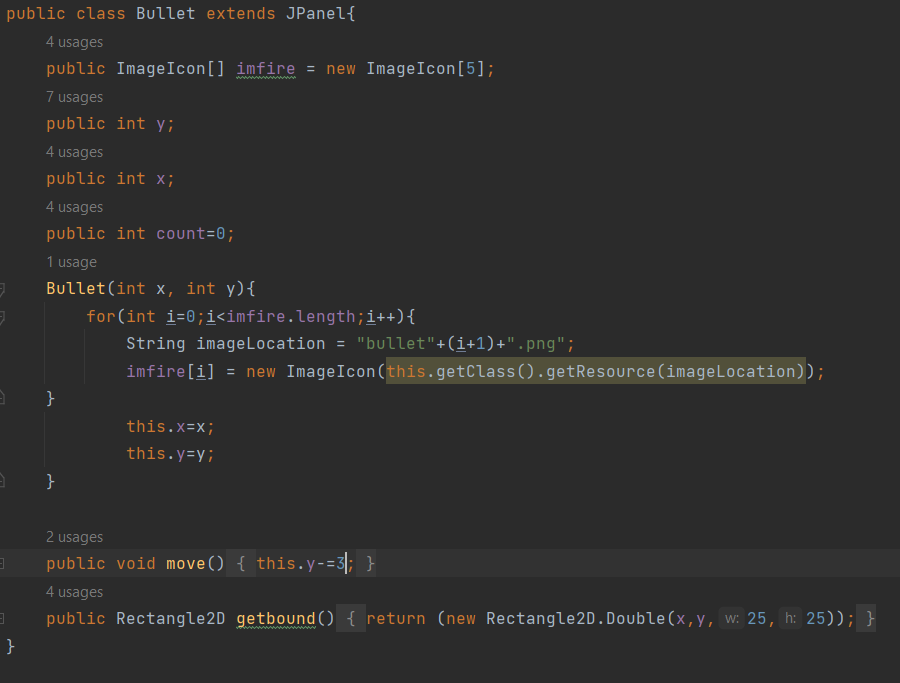 public class Bullet extends JPanel{
4 usages
public ImageIcon[] imfire = new ImageIcon[5];
7 usages
public int y;
4 usages
public int x;
4 usages
public int count=0;
1 usage
Bullet(int x, int y){
for(int i=0;i<imfire.length;i++){
String imageLocation = "bullet"+(i+1)+".png";
imfire[i] = new ImageIcon(this.getClass().getResource(imageLocation));
}
this.x=x;
this.y=y;
}
2 usages
public void move() { this.y-=3; }
4 usages
public Rectangle2D getbound() { return (new Rectangle2D.Double(x,y, w: 25, h: 25)); }
}